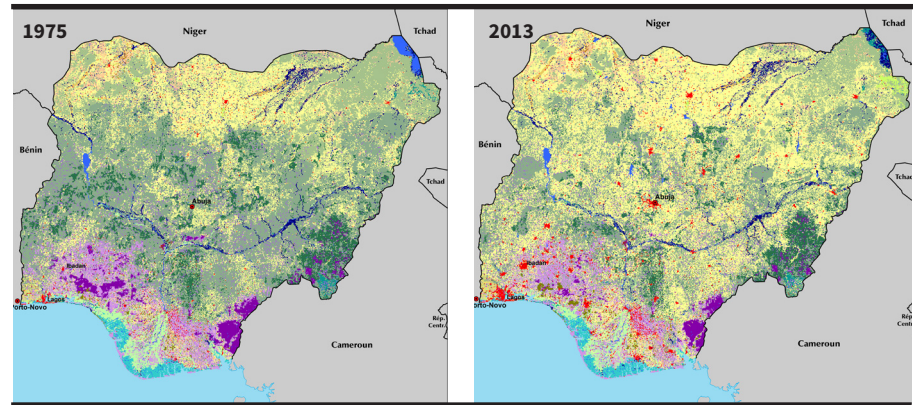 1975
Niger
Tchad
Bénin
Tchad
Abuja
Ibadan
Lagos
Porto-Novo
Cameroun
Rép.
Centr.
2013
Niger
Tchad
Bénin
Tchad
Abuja
Ibadan
Lagos
Porto-Novo
Cameroun
Rép.
Centr.